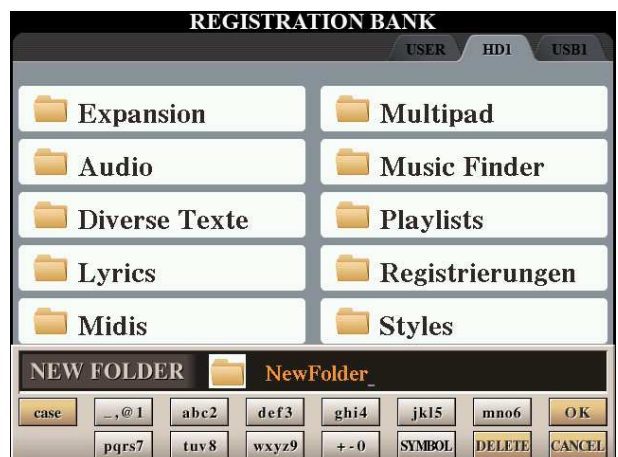 REGISTRATION BANK
USER HD1 USB1
Expansion Multipad
Audio Music Finder
Diverse Texte Playlists
Lyrics Registrierungen
Midis Styles
NEW FOLDER NewFolder_
case _,@1 abc2 def3 ghi4 jkl5 mno6 OK
pqrs7 tuv8 wxyz9 +-0 SYMBOL DELETE CANCEL